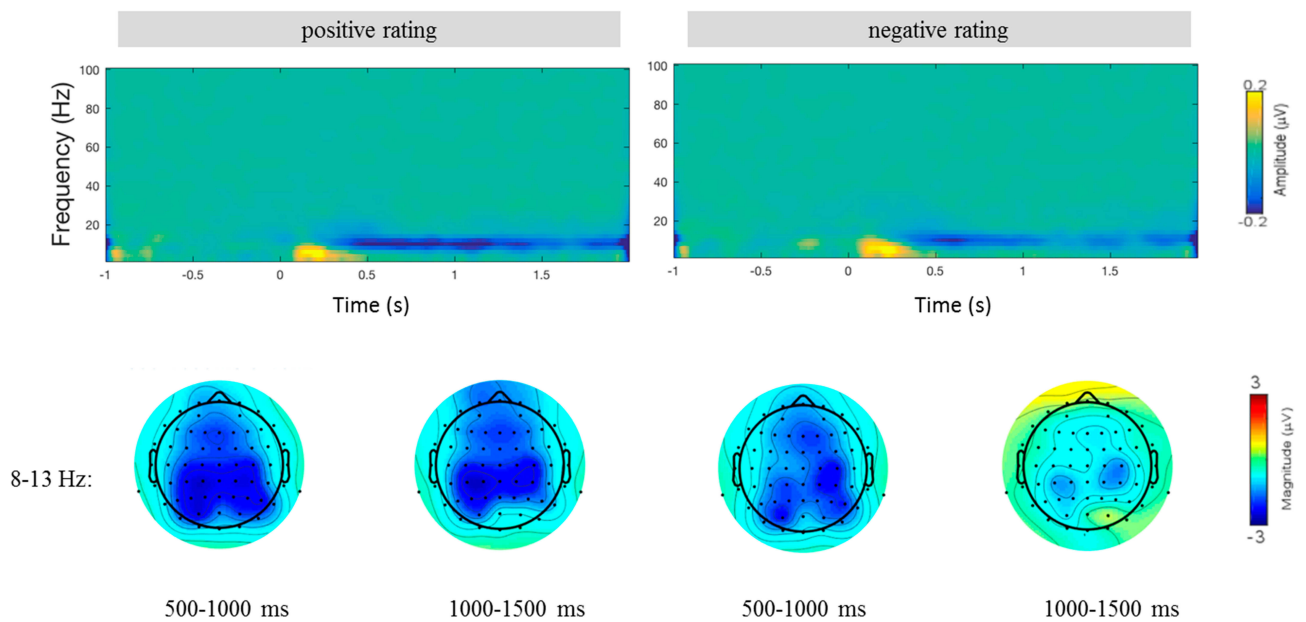 positive rating
negative rating
100
80
60
40
20
Frequency (Hz)
-1
-0.5
0
0.5
1
1.5
Time (s)
100
80
60
40
20
-1
-0.5
0
0.5
1
1.5
Time (s)
0.2
-0.2
Amplitude (μV)
8-13 Hz:
3
-3
Magnitude (μV)
500-1000 ms
1000-1500 ms
500-1000 ms
1000-1500 ms